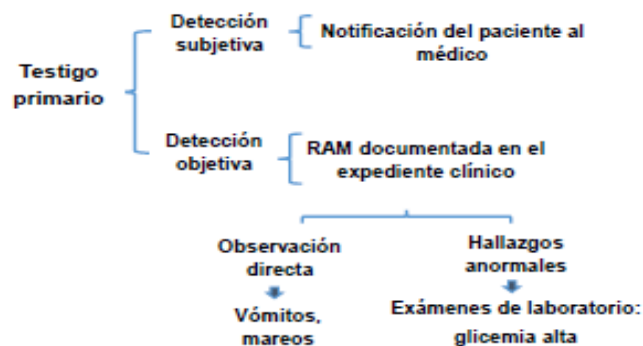 Detección
subjetiva
Notificación del paciente al
médico
Testigo
primario
Detección
objetiva
RAM documentada en el
expediente clínico
Observación
directa
Hallazgos
anormales
Vómitos,
mareos
Exámenes de laboratorio:
glicemia alta